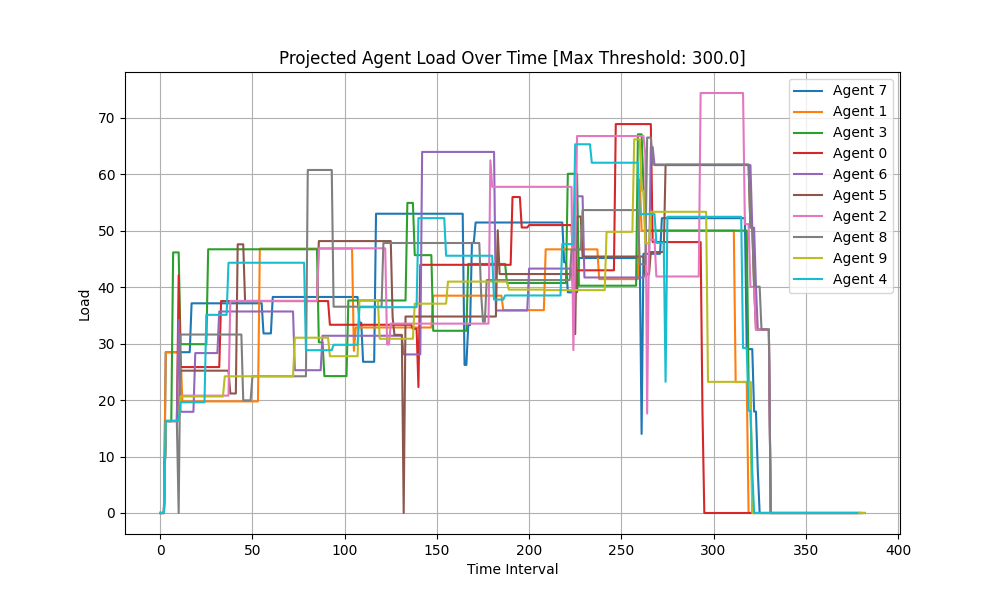 Projected Agent Load Over Time [Max Threshold: 300.0]
Load
70
60
50
40
30
20
10
0
0 50 100 150 200 250 300 350 400
Time Interval
Agent 7
Agent 1
Agent 3
Agent 0
Agent 6
Agent 5
Agent 2
Agent 8
Agent 9
Agent 4